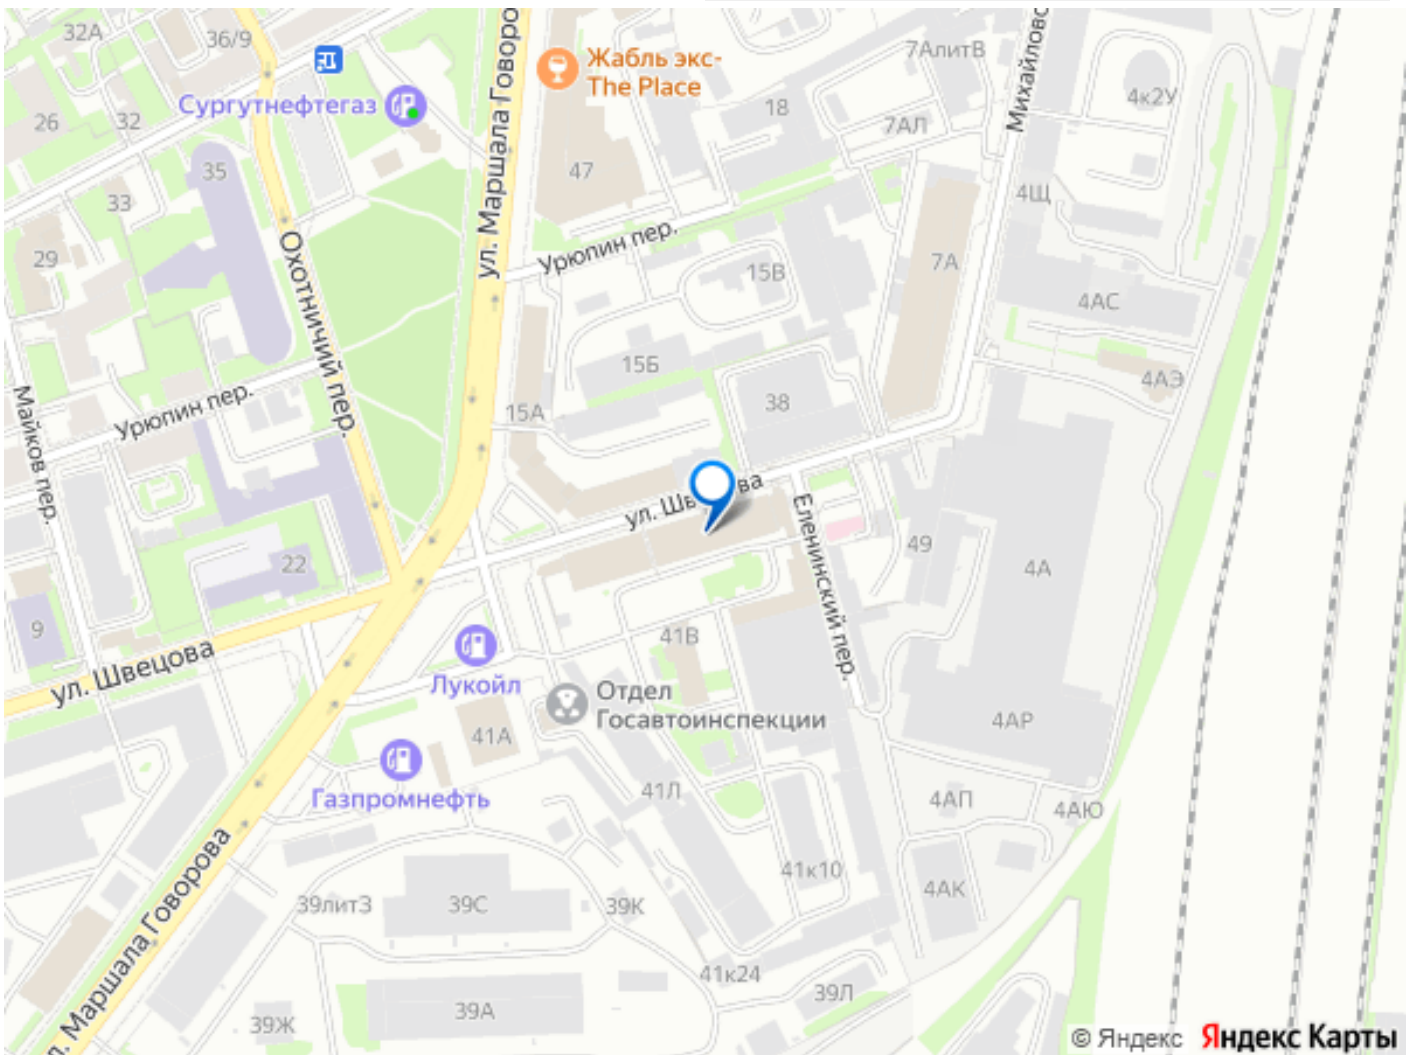 32А
36/9
ул. Маршала Говоро
Жабль экс-
The Place
7АлитВ
Михайловс
Сургутнефтегаз
26
32
18
7АЛ
4к2У
35
47
33
4Щ
29
Охотничий пер.
Урюпин пер.
15В
7А
4АС
15Б
4АЭ
Майков пер.
Урюпин пер.
15А
38
ул. Шв
ва
Еленинский пер.
49
4А
22
9
ул. Швецова
41В
Лукойл
Отдел
Госавтоинспекции
41А
4АР
Газпромнефть
41Л
4АП
4АЮ
ул. Маршала Говорова
41к10
4АК
39литЗ
39С
39К
41к24
39Л
39Ж
39А
© Яндекс Яндекс Карты